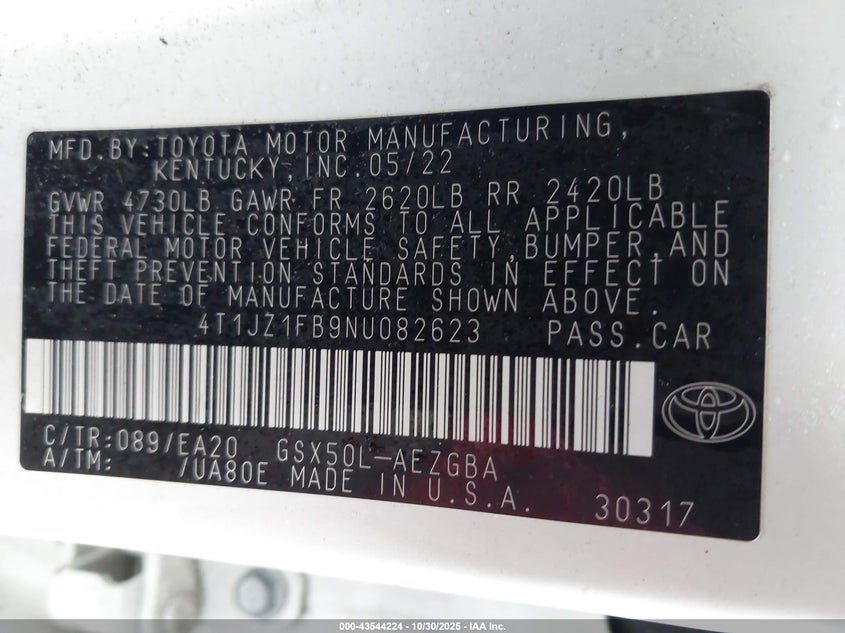 MFD.BY:TOYOTA MOTOR MANUFACTURING,
KENTUCKY,INC.05/22
GVWR 4730LB GAWR FR 2620LB RR 2420LB
THIS VEHICLE CONFORMS TO ALL APPLICABLE
FEDERAL MOTOR VEHICLE SAFETY,BUMPER,AND
THEFT PREVENTION STANDARDS IN EFFECT ON
THE DATE OF MANUFACTURE SHOWN ABOVE.
4T1JZ1FB9NU082623 PASS.CAR
C/TR:089/EA20 GSX50L-AEZGBA
A/TM: /UA80E MADE IN U.S.A. 30317
000-43544224 | 10/30/2025 - IAA Inc.